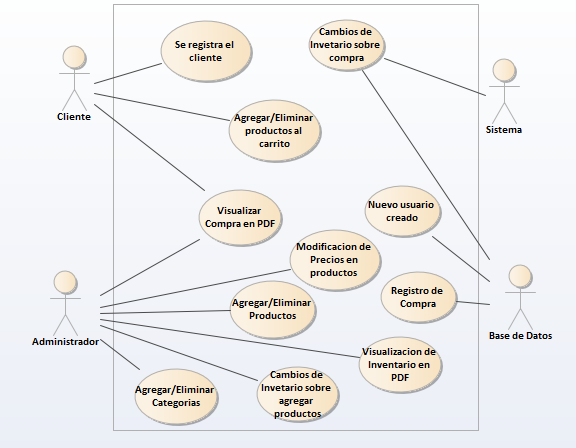 Se registra el
cliente
Cambios de
Invetario sobre
compra
Cliente
Sistema
Agregar/Eliminar
productos al
carrito
Visualizar
Compra en PDF
Nuevo usuario
creado
Modificacion de
Precios en
productos
Registro de
Compra
Agregar/Eliminar
Productos
Administrador
Base de Datos
Visualizacion de
Inventario en
PDF
Agregar/Eliminar
Categorias
Cambios de
Invetario sobre
agregar
productos